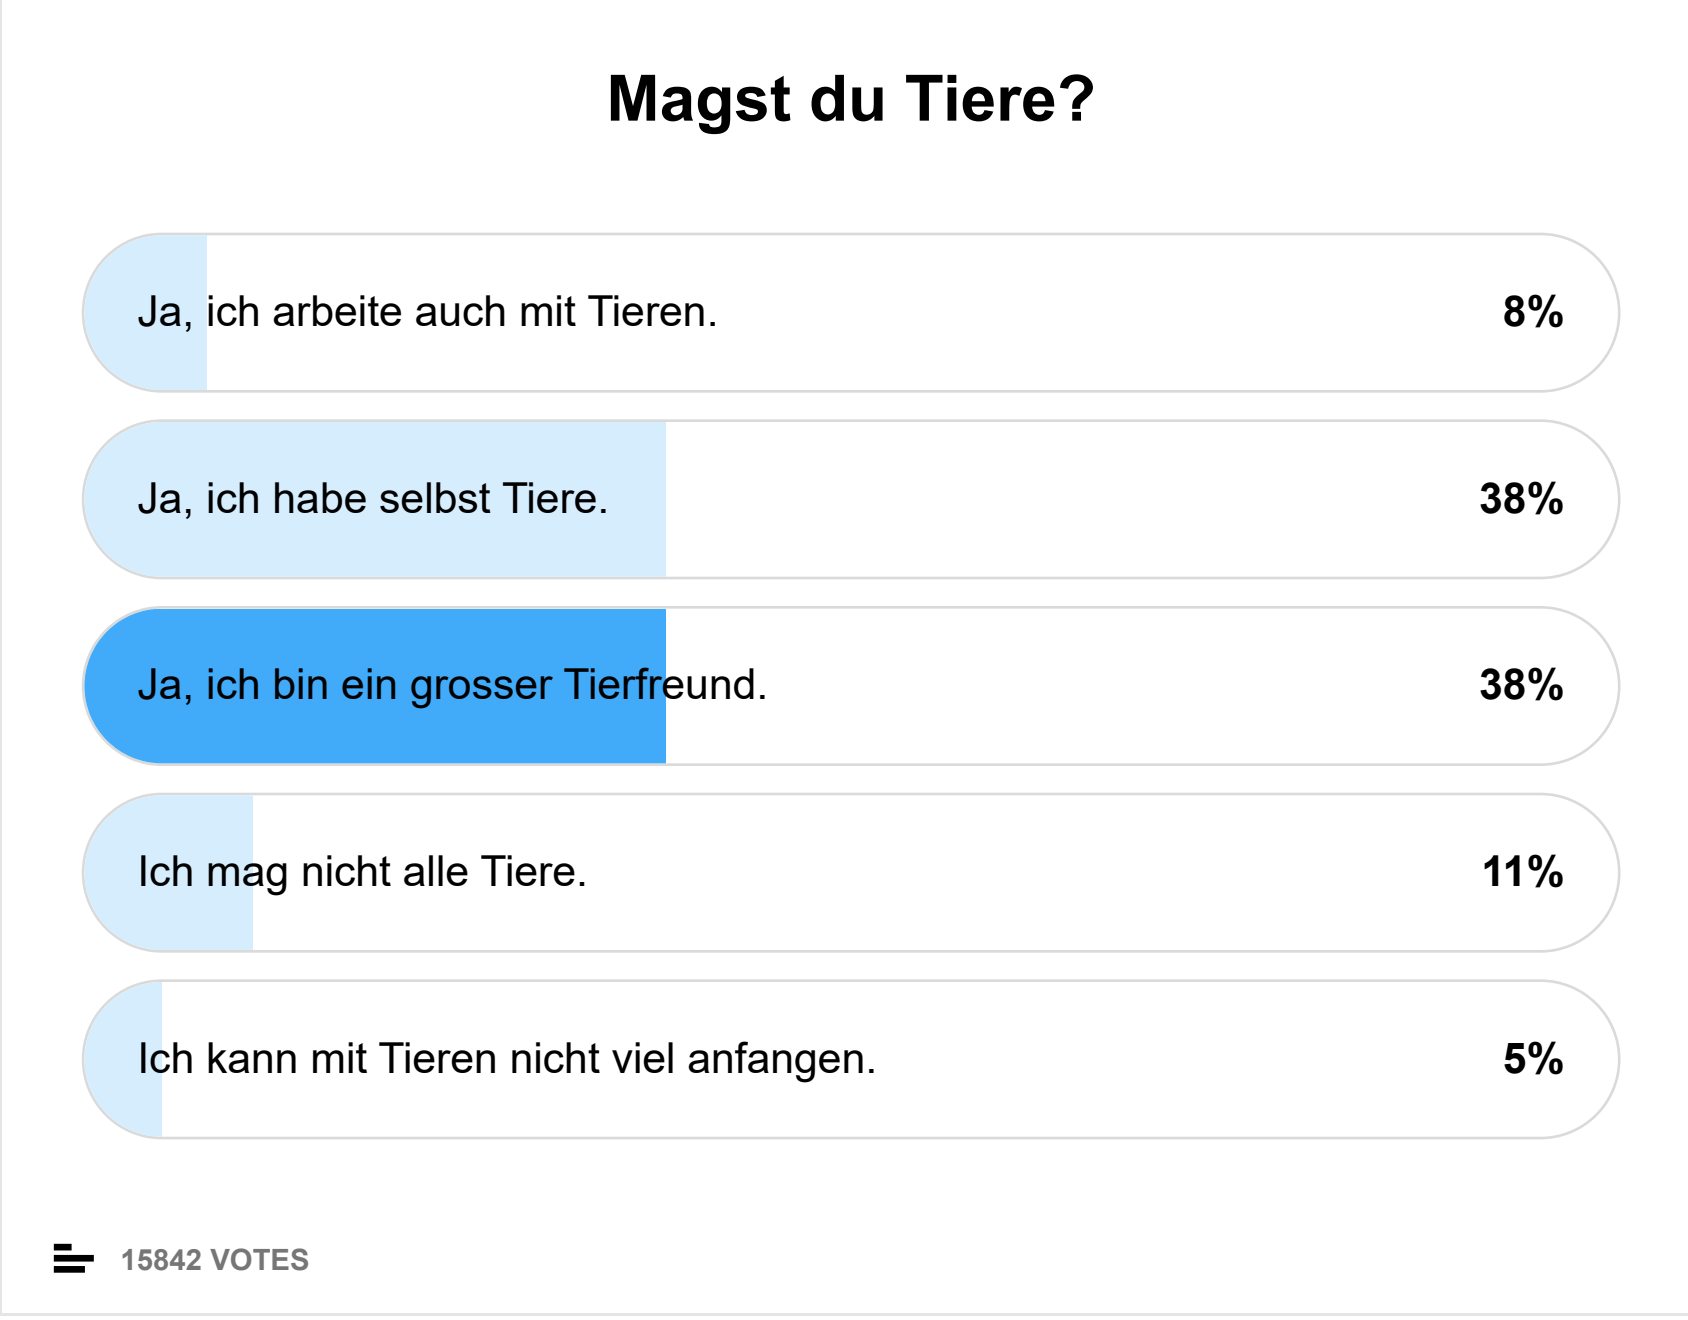 Magst du Tiere?
Ja, ich arbeite auch mit Tieren. 8%
Ja, ich habe selbst Tiere. 38%
Ja, ich bin ein grosser Tierfreund. 38%
Ich mag nicht alle Tiere. 11%
Ich kann mit Tieren nicht viel anfangen. 5%
15842 VOTES